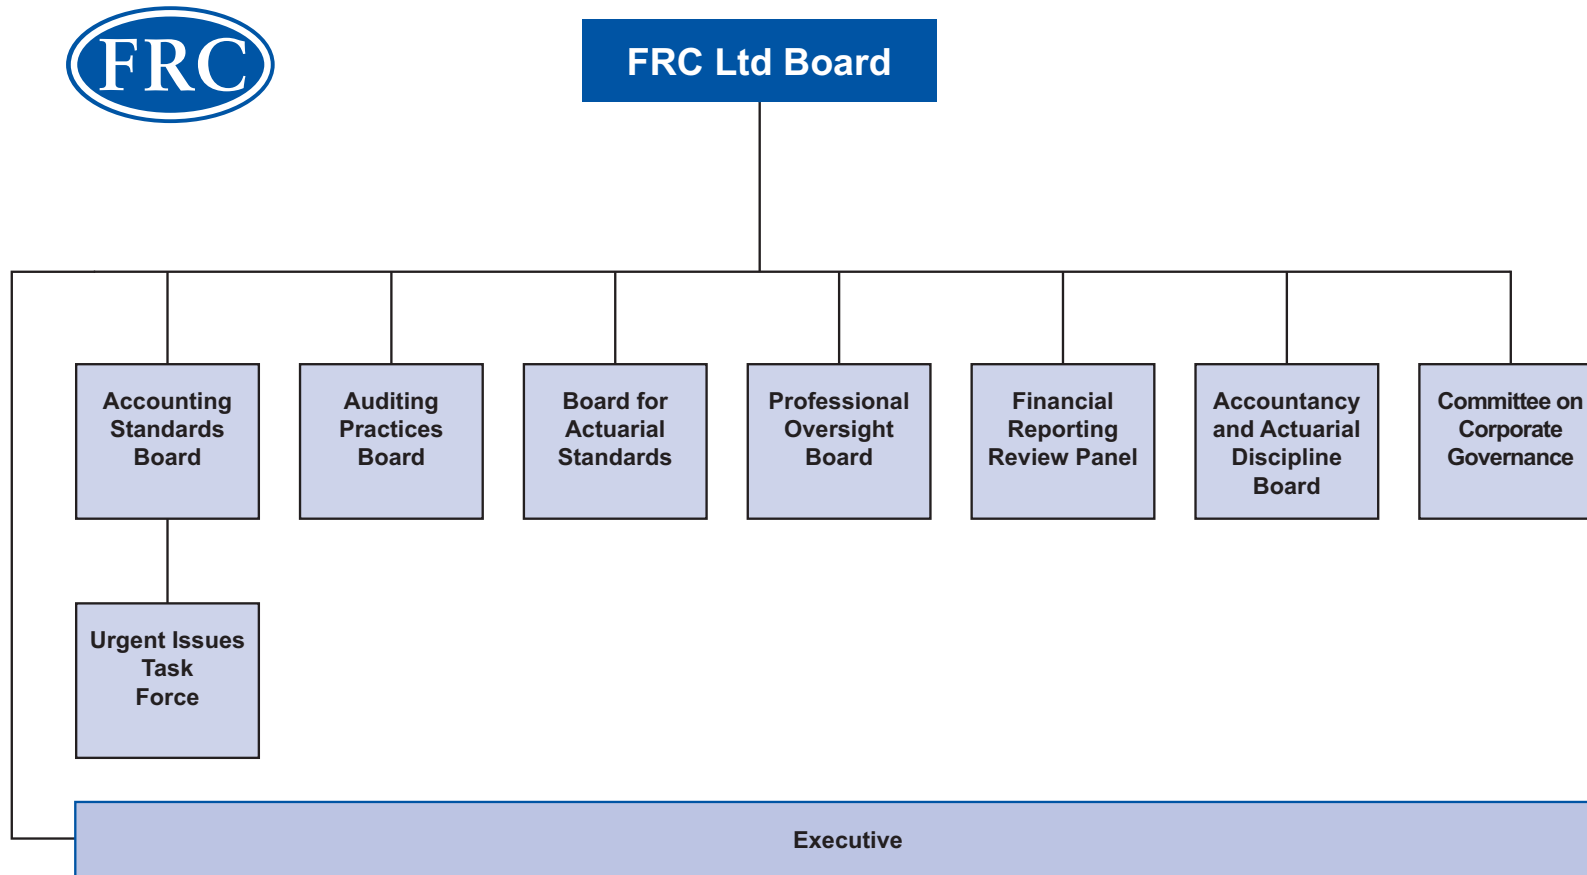 FRC
FRC Ltd Board
Accounting
Standards
Board
Auditing
Practices
Board
Board for
Actuarial
Standards
Professional
Oversight
Board
Financial
Reporting
Review Panel
Accountancy
and Actuarial
Discipline
Board
Committee on
Corporate
Governance
Urgent Issues
Task
Force
Executive